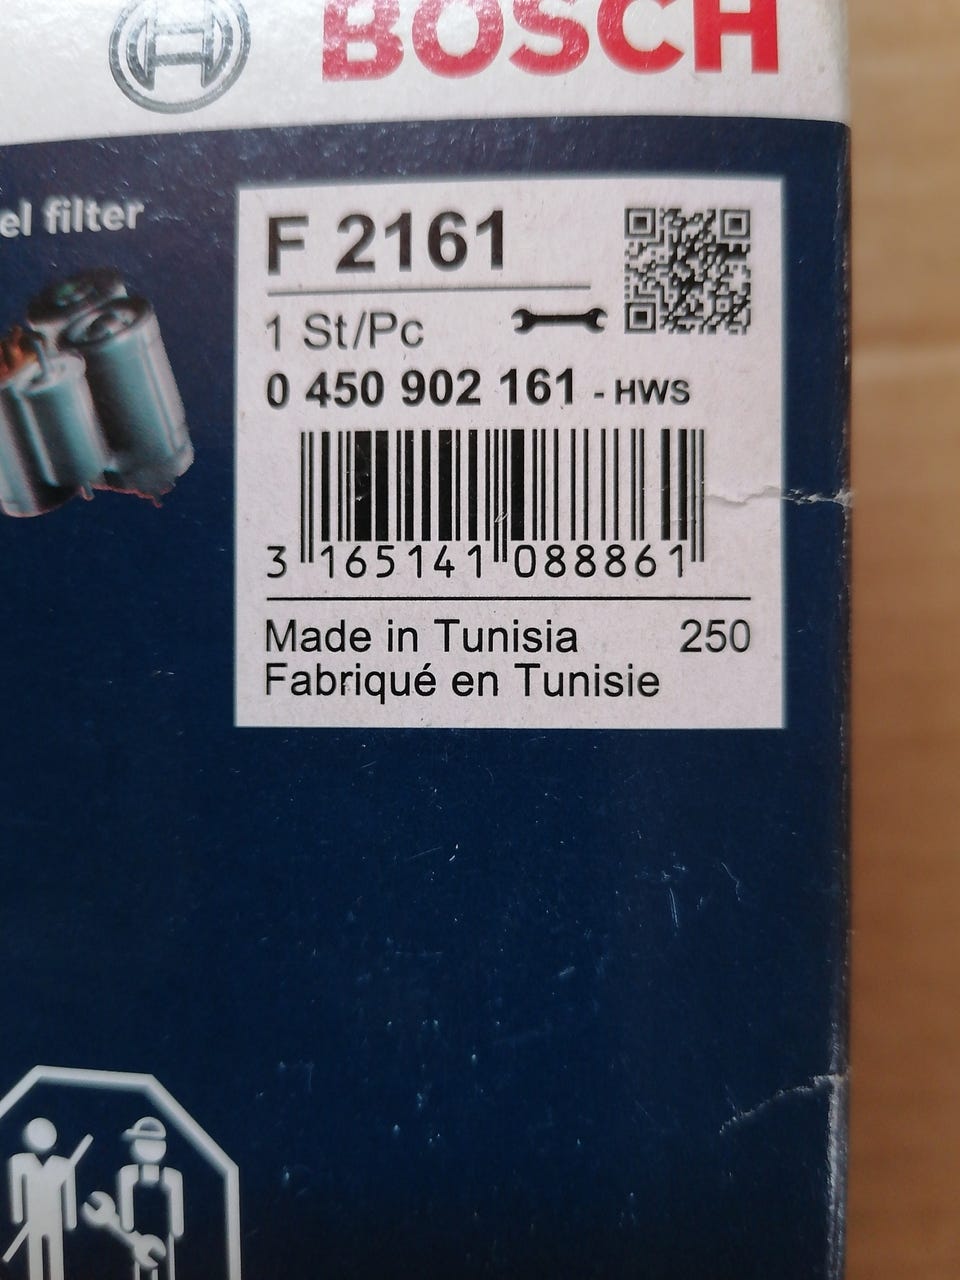 BOSCH
el filter
F 2161
1 St/Pc
0 450 902 161 - HWS
3 165141 088861
Made in Tunisia 250
Fabriqué en Tunisie